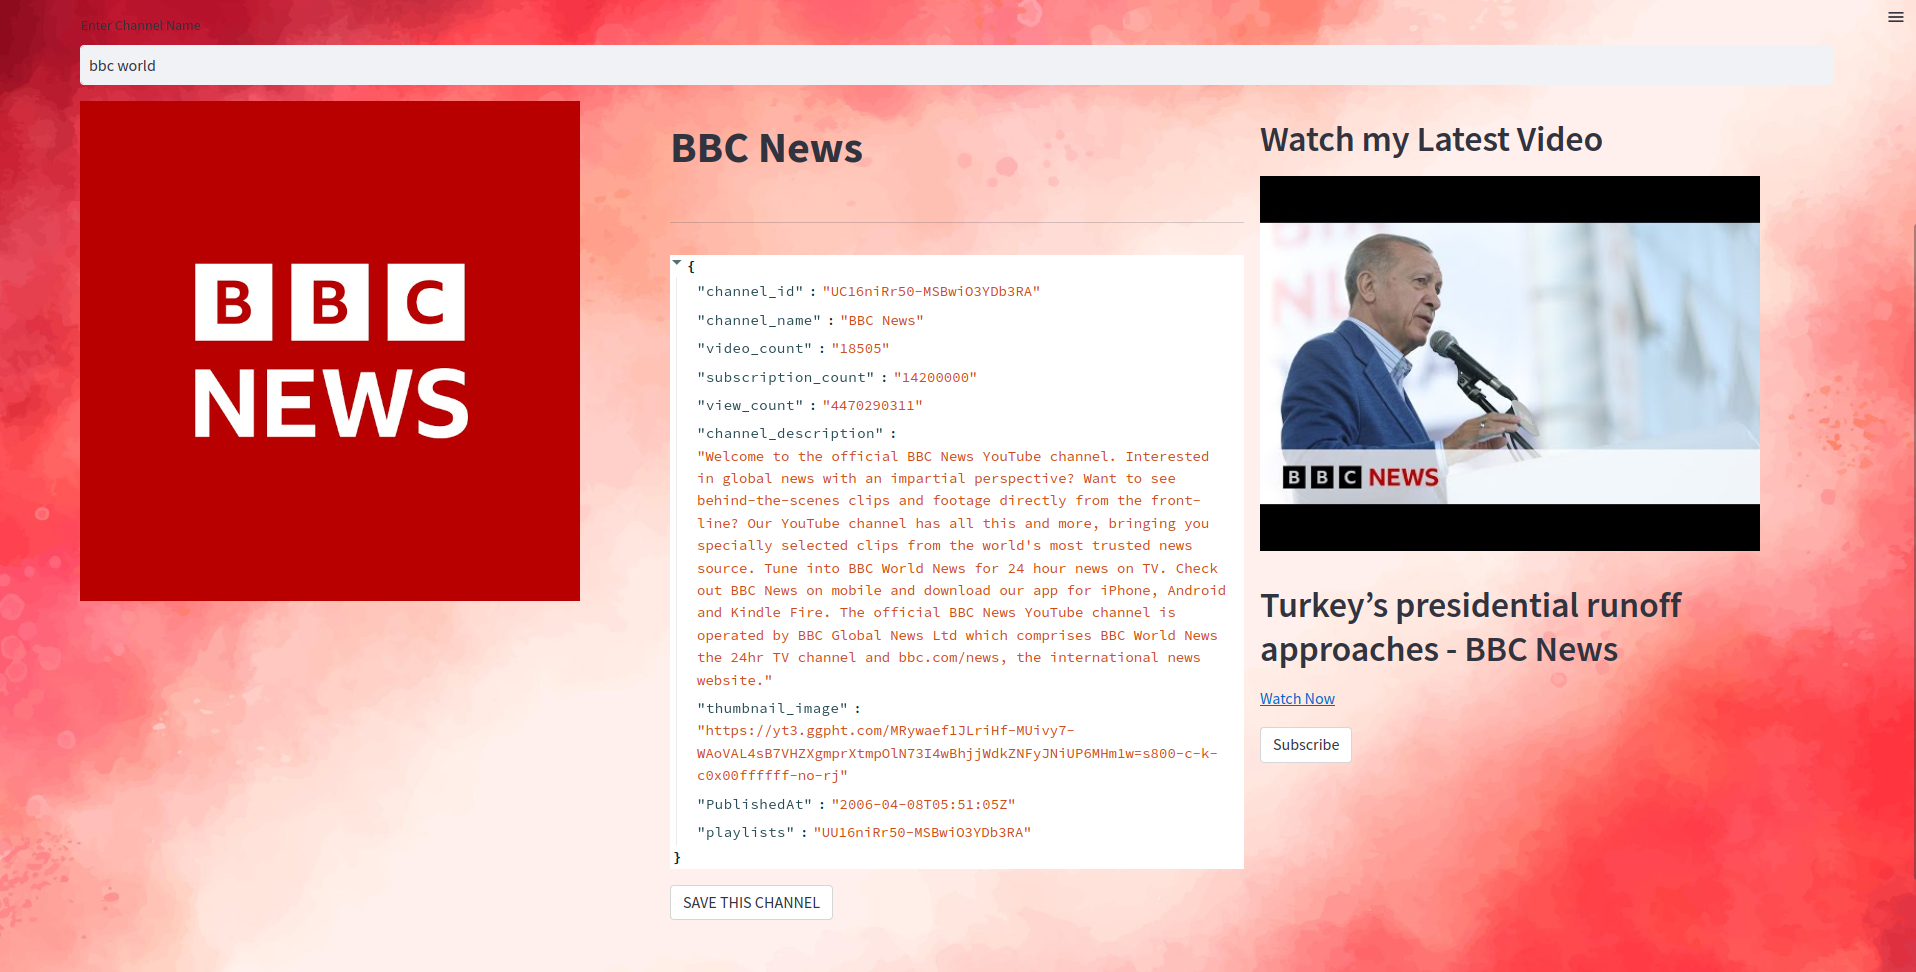 Enter Channel Name
bbc world
BBC
NEWS
BBC News
{
"channel_id" : "UC16niRr50-MSBwiO3YDb3RA"
"channel_name" : "BBC News"
"video_count" : "18505"
"subscription_count" : "14200000"
"view_count" : "4470290311"
"channel_description" :
"Welcome to the official BBC News YouTube channel. Interested
in global news with an impartial perspective? Want to see
behind-the-scenes clips and footage directly from the front-
line? Our YouTube channel has all this and more, bringing you
specially selected clips from the world's most trusted news
source. Tune into BBC World News for 24 hour news on TV. Check
out BBC News on mobile and download our app for iPhone, Android
and Kindle Fire. The official BBC News YouTube channel is
operated by BBC Global News Ltd which comprises BBC World News
the 24hr TV channel and bbc.com/news, the international news
website."
"thumbnail_image" :
"https://yt3.ggpht.com/MRywaef1JLriHf-MUivy7-
WAoVAL4sB7VHZXgmprXtmpOlN73I4wBhjjWdkZNFyJNiUP6MHm1w=s800-c-k-
c0x00ffffff-no-rj"
"PublishedAt" : "2006-04-08T05:51:05Z"
"playlists" : "UU16niRr50-MSBwiO3YDb3RA"
}
SAVE THIS CHANNEL
Watch my Latest Video
BBC NEWS
Turkey’s presidential runoff
approaches - BBC News
Watch Now
Subscribe